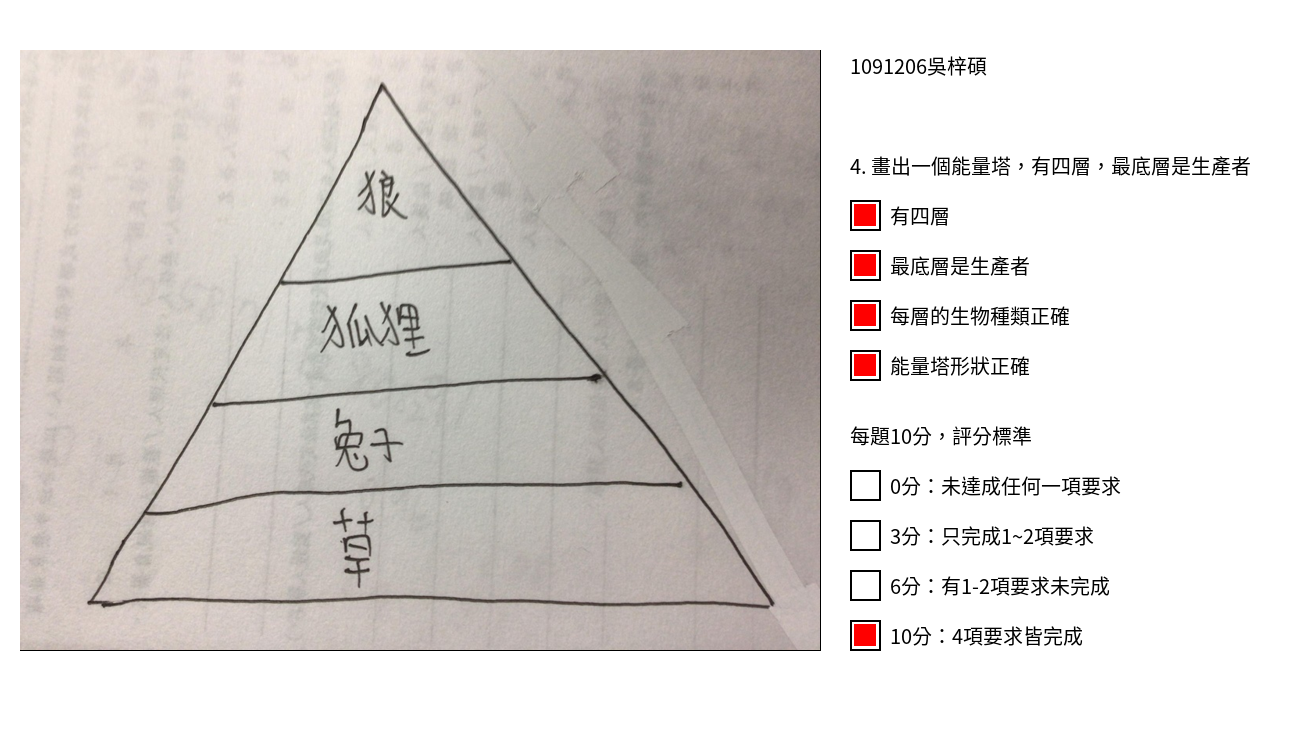 狼
狐狸
兔子
草
1091206吳梓碩
4. 畫出一個能量塔，有四層，最底層是生產者
有四層
最底層是生產者
每層的生物種類正確
能量塔形狀正確
每題10分，評分標準
0分：未達成任何一項要求
3分：只完成1~2項要求
6分：有1-2項要求未完成
10分：4項要求皆完成